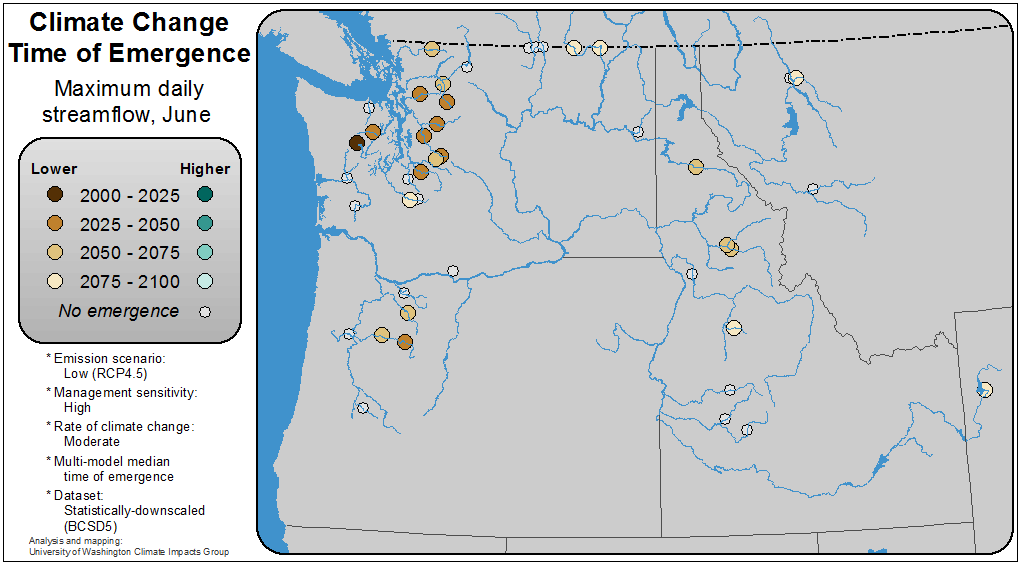 Climate Change
Time of Emergence
Maximum daily
streamflow, June
Lower Higher
2000 - 2025
2025 - 2050
2050 - 2075
2075 - 2100
No emergence
* Emission scenario:
Low (RCP4.5)
* Management sensitivity:
High
* Rate of climate change:
Moderate
* Multi-model median
time of emergence
* Dataset:
Statistically-downscaled
(BCSD5)
Analysis and mapping:
University of Washington Climate Impacts Group